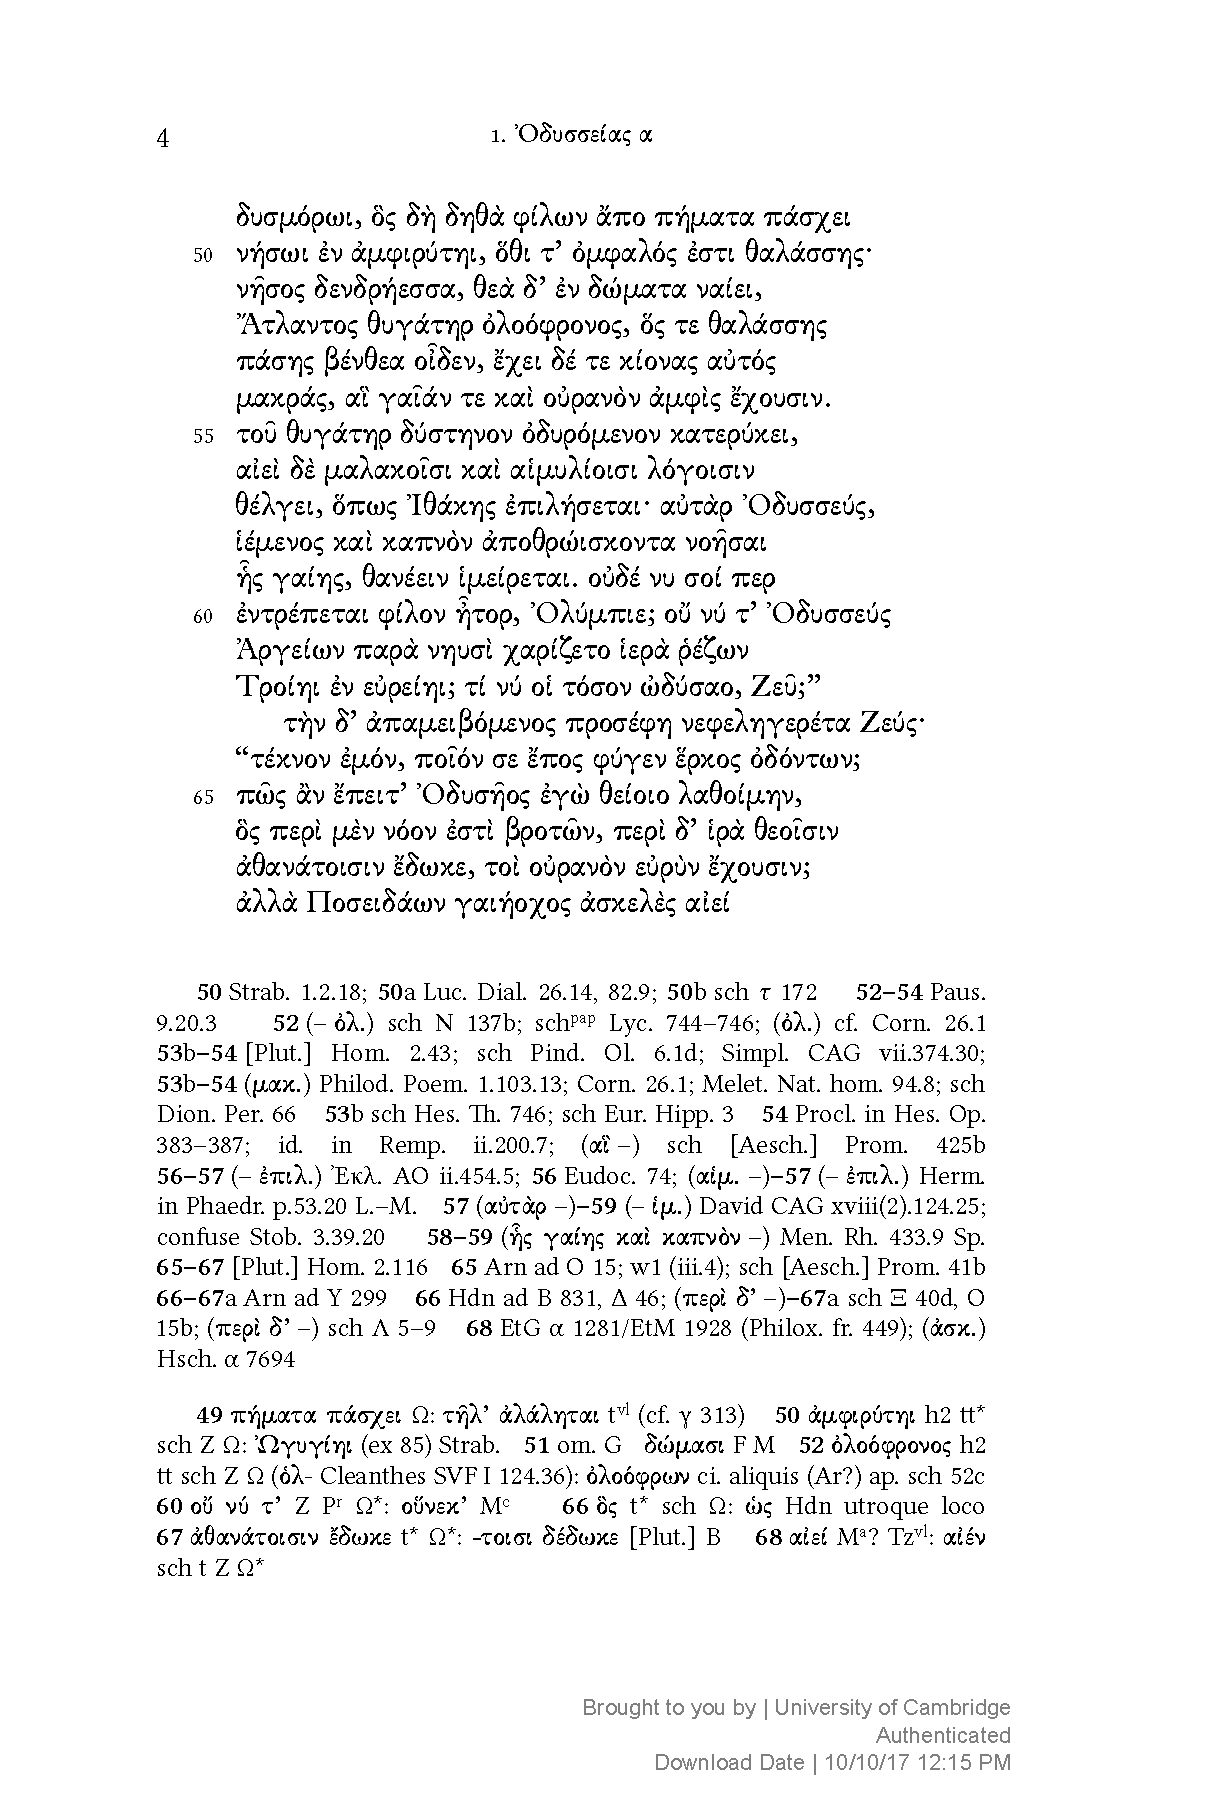 4 1. Ὀδυσσείας α
δυσμόρωι, ὃς δὴ δηθὰ φίλων ἄπο πήματα πάσχει
50 νήσωι ἐν ἀμφιρύτηι, ὅθι τ’ ὀμφαλός ἐστι θαλάσσης·
νῆσος δενδρήεσσα, θεὰ δ’ ἐν δώματα ναίει,
Ἄτλαντος θυγάτηρ ὀλοόφρονος, ὅς τε θαλάσσης
πάσης βένθεα οἶδεν, ἔχει δέ τε κίονας αὐτός
μακράς, αἳ γαῖάν τε καὶ οὐρανὸν ἀμφὶς ἔχουσιν.
55 τοῦ θυγάτηρ δύστηνον ὀδυρόμενον κατερύκει,
αἰεὶ δὲ μαλακοῖσι καὶ αἱμυλίοισι λόγοισιν
θέλγει, ὅπως Ἰθάκης ἐπιλήσεται· αὐτὰρ Ὀδυσσεύς,
ἱέμενος καὶ καπνὸν ἀποθρώισκοντα νοῆσαι
ἧς γαίης, θανέειν ἱμείρεται. οὐδέ νυ σοί περ
60 ἐντρέπεται φίλον ἦτορ, Ὀλύμπιε; οὔ νύ τ’ Ὀδυσσεύς
Ἀργείων παρὰ νηυσὶ χαρίζετο ἱερὰ ῥέζων
Τροίηι ἐν εὐρείηι; τί νύ οἱ τόσον ὠδύσαο, Ζεῦ;”
τὴν δ’ ἀπαμειβόμενος προσέφη νεφεληγερέτα Ζεύς·
“τέκνον ἐμόν, ποῖόν σε ἔπος φύγεν ἕρκος ὀδόντων;
65 πῶς ἂν ἔπειτ’ Ὀδυσῆος ἐγὼ θείοιο λαθοίμην,
ὃς περὶ μὲν νόον ἐστὶ βροτῶν, περὶ δ’ ἱρὰ θεοῖσιν
ἀθανάτοισιν ἔδωκε, τοὶ οὐρανὸν εὐρὺν ἔχουσιν;
ἀλλὰ Ποσειδάων γαιήοχος ἀσκελὲς αἰεί
50 Strab. 1.2.18; 50a Luc. Dial. 26.14, 82.9; 50b sch τ 172 52–54 Paus.
9.20.3 52 (– ὀλ.) sch N 137b; schᵖᵃᵖ Lyc. 744–746; (ὀλ.) cf. Corn. 26.1
53b–54 [Plut.] Hom. 2.43; sch Pind. Ol. 6.1d; Simpl. CAG vii.374.30;
53b–54 (μακ.) Philod. Poem. 1.103.13; Corn. 26.1; Melet. Nat. hom. 94.8; sch
Dion. Per. 66 53b sch Hes. Th. 746; sch Eur. Hipp. 3 54 Procl. in Hes. Op.
383–387; id. in Remp. ii.200.7; (αἳ –) sch [Aesch.] Prom. 425b
56–57 (– ἐπιλ.) Ἐκλ. AO ii.454.5; 56 Eudoc. 74; (αἱμ. –)–57 (– ἐπιλ.) Herm.
in Phaedr. p.53.20 L.–M. 57 (αὐτὰρ –)–59 (– ἱμ.) David CAG xviii(2).124.25;
confuse Stob. 3.39.20 58–59 (ἧς γαίης καὶ καπνὸν –) Men. Rh. 433.9 Sp.
65–67 [Plut.] Hom. 2.116 65 Arn ad O 15; w1 (iii.4); sch [Aesch.] Prom. 41b
66–67a Arn ad Y 299 66 Hdn ad B 831, Δ 46; (περὶ δ’ –)–67a sch Ξ 40d, O
15b; (περὶ δ’ –) sch Λ 5–9 68 EtG α 1281/EtM 1928 (Philox. fr. 449); (ἀσκ.)
Hsch. α 7694
49 πήματα πάσχει Ω: τῆλ’ ἀλάληται tᵛˡ (cf. γ 313) 50 ἀμφιρύτηι h2 tt*
sch Z Ω: Ὠγυγίηι (ex 85) Strab. 51 om. G δώμασι F M 52 ὀλοόφρονος h2
tt sch Z Ω (ὁλ- Cleanthes SVF I 124.36): ὀλοόφρων ci. aliquis (Ar?) ap. sch 52c
60 οὔ νύ τ’ Z Pʳ Ω*: οὕνεκ’ Mᶜ 66 ὃς t* sch Ω: ὡς Hdn utroque loco
67 ἀθανάτοισιν ἔδωκε t* Ω*: -τοισι δέδωκε [Plut.] B 68 αἰεί Mᵃ? Tzᵛˡ: αἰέν
sch t Z Ω*
Brought to you by | University of Cambridge
Authenticated
Download Date | 10/10/17 12:15 PM